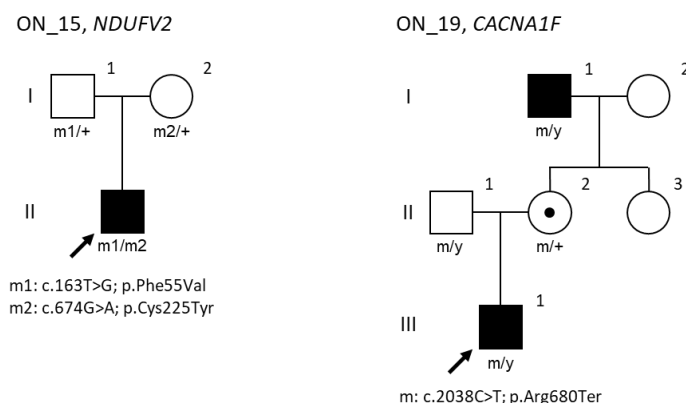 ON_15, NDUFV2
1
2
I
m1/+
m2/+
II
m1/m2
m1: c.163T>G; p.Phe55Val
m2: c.674G>A; p.Cys225Tyr
ON_19, CACNA1F
1
2
I
m/y
1
2
3
II
m/y
m/+
1
III
m/y
m: c.2038C>T; p.Arg680Ter